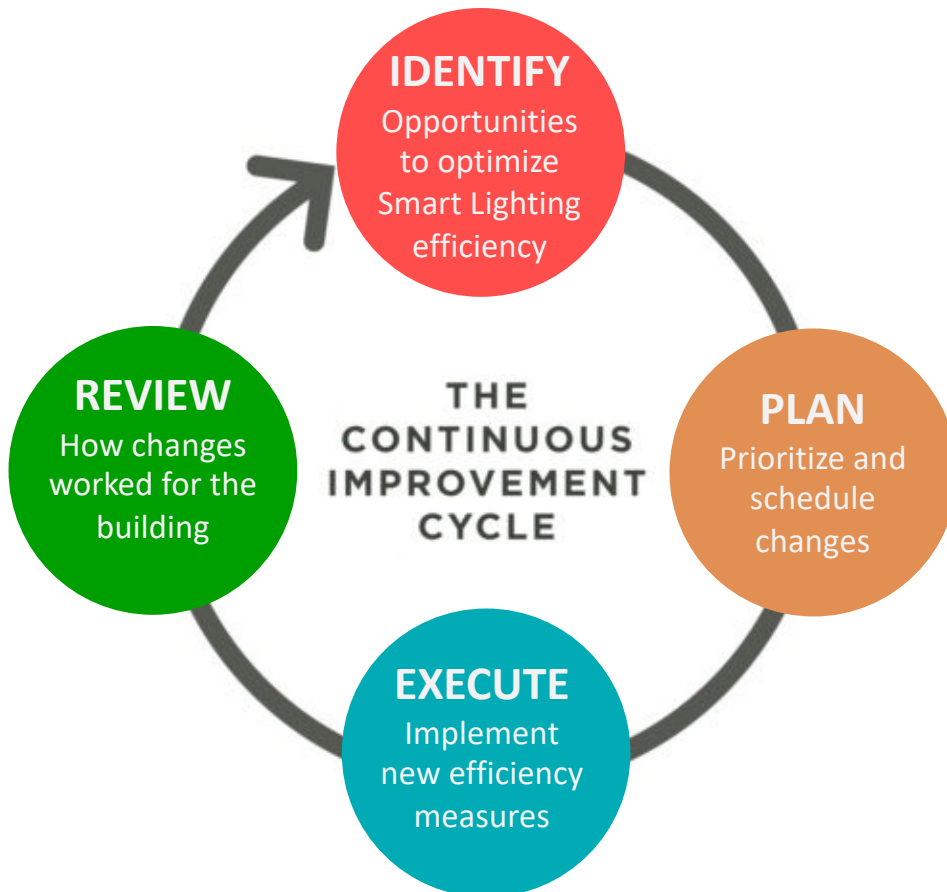 IDENTIFY
Opportunities
to optimize
Smart Lighting
efficiency
PLAN
Prioritize and
schedule
changes
EXECUTE
Implement
new efficiency
measures
REVIEW
How changes
worked for the
building
THE
CONTINUOUS
IMPROVEMENT
CYCLE